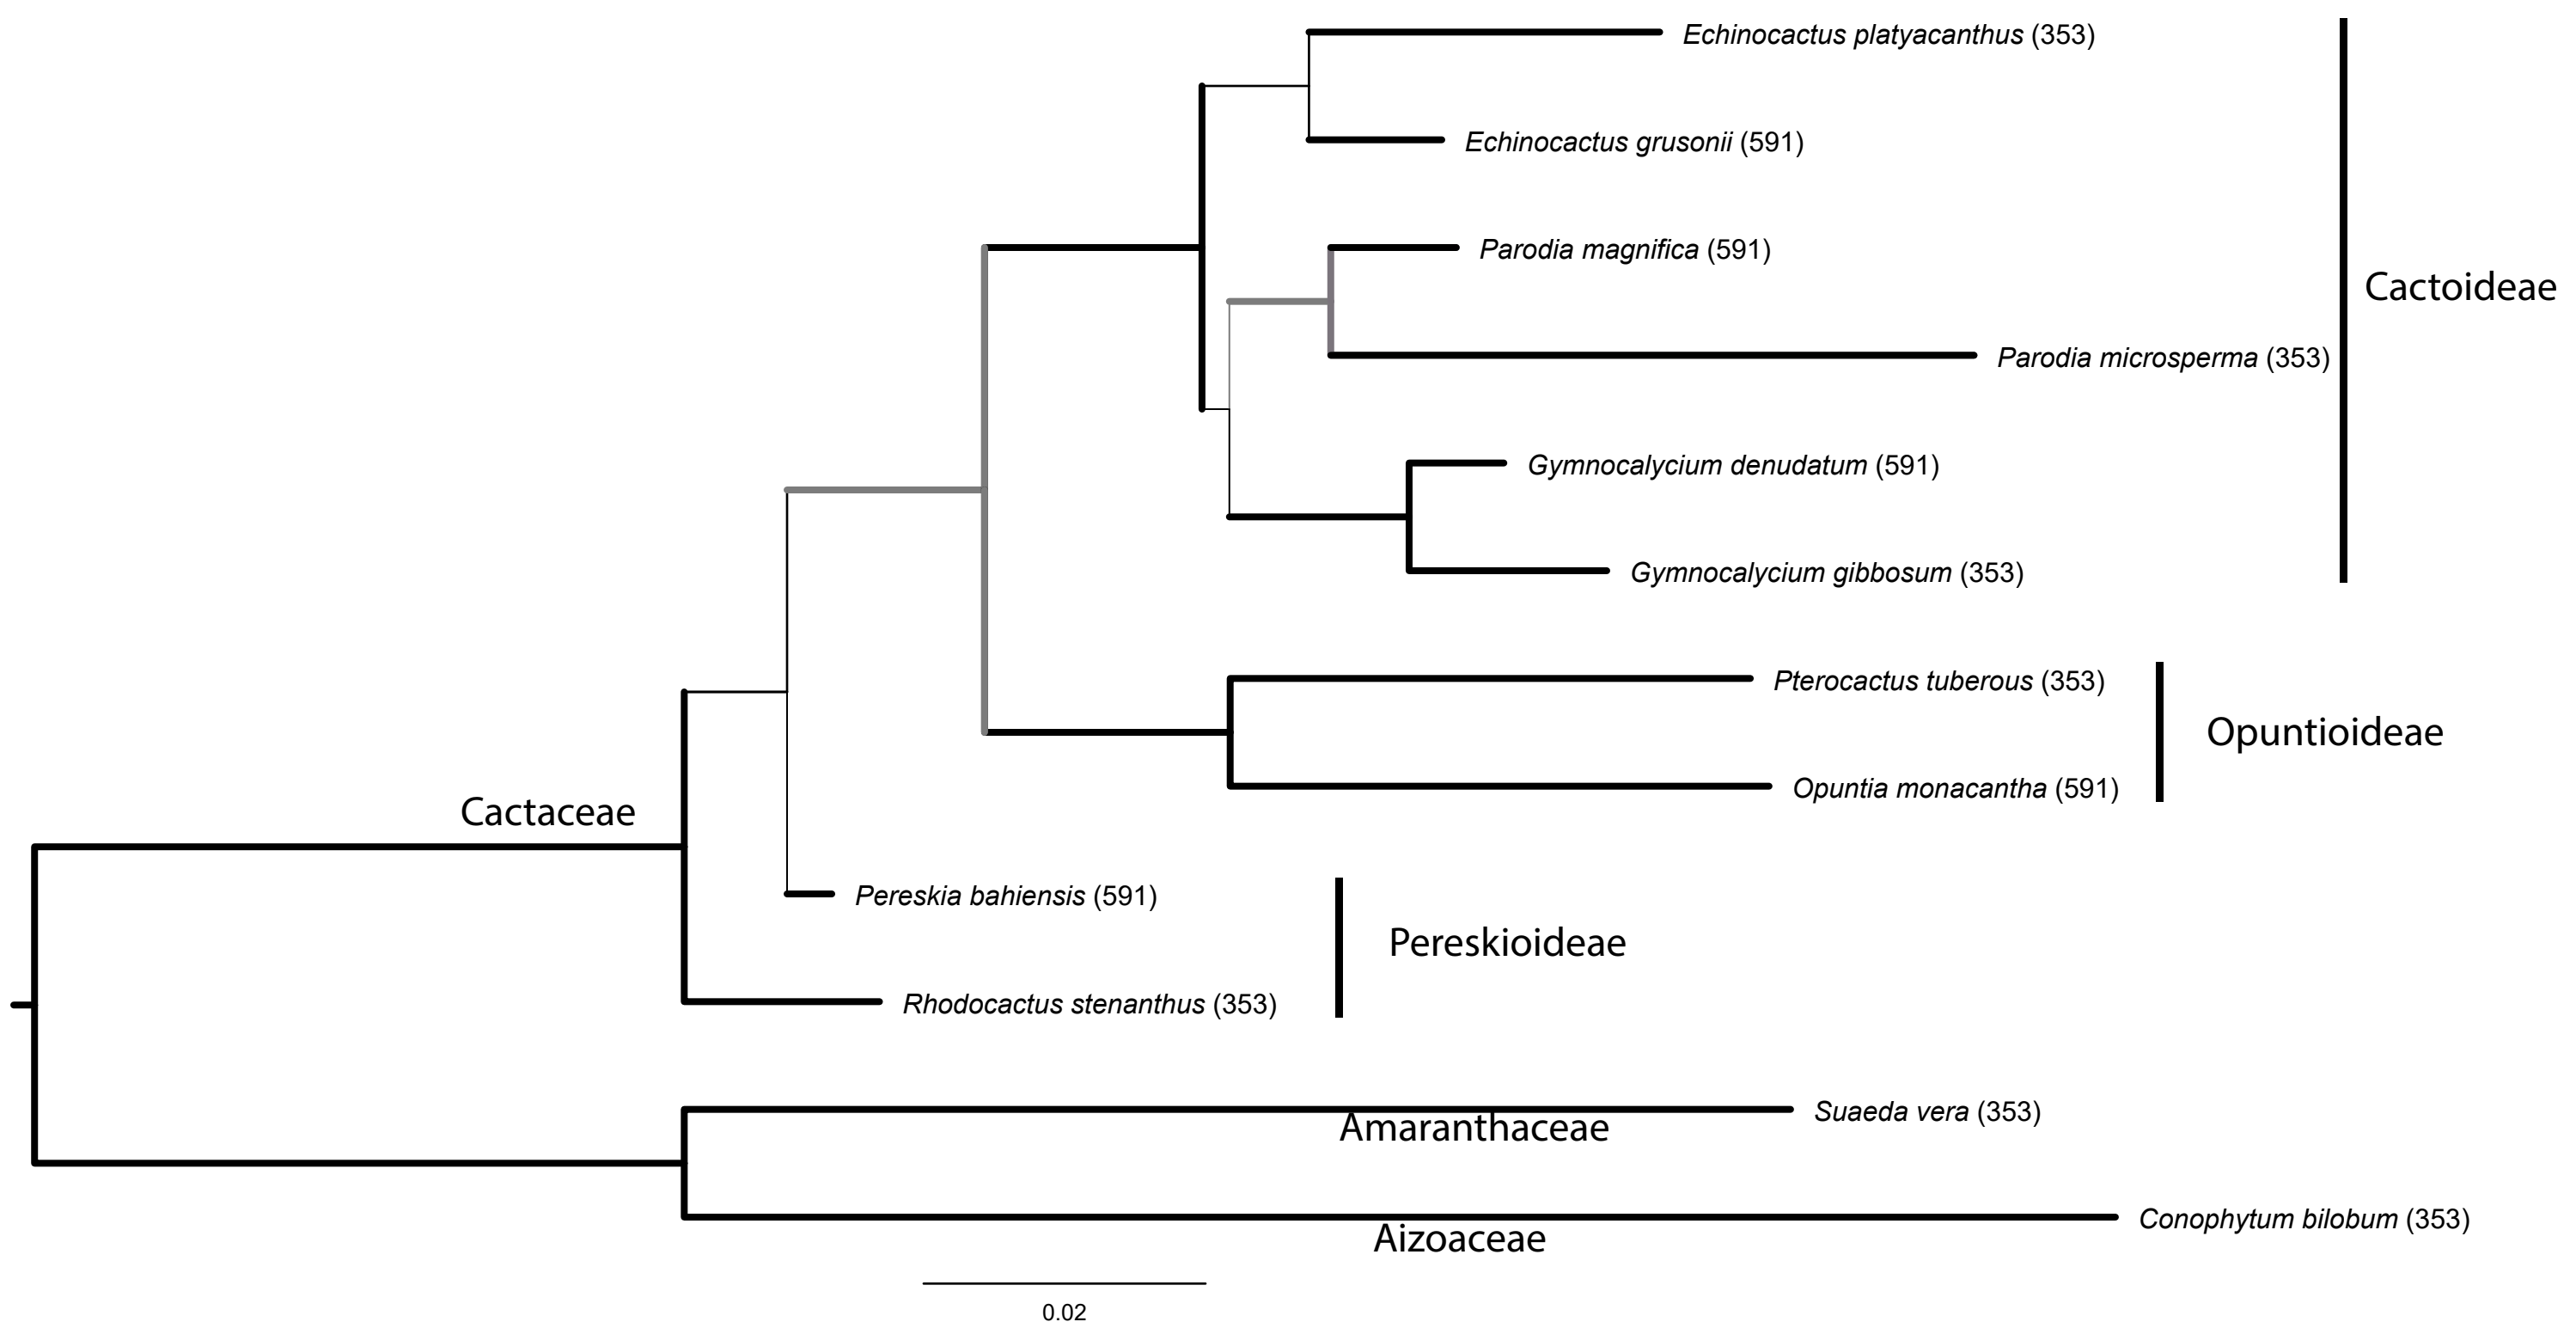 Echinocactus platyacanthus (353)
Echinocactus grusonii (591)
Parodia magnifica (591)
Cactoideae
Parodia microsperma (353)
Gymnocalycium denudatum (591)
Gymnocalycium gibbosum (353)
Pterocactus tuberous (353)
Opuntioideae
Opuntia monacantha (591)
Cactaceae
Pereskia bahiensis (591)
Pereskioideae
Rhodocactus stenanthus (353)
Suaeda vera (353)
Amaranthaceae
Conophytum bilobum (353)
Aizoaceae
0.02